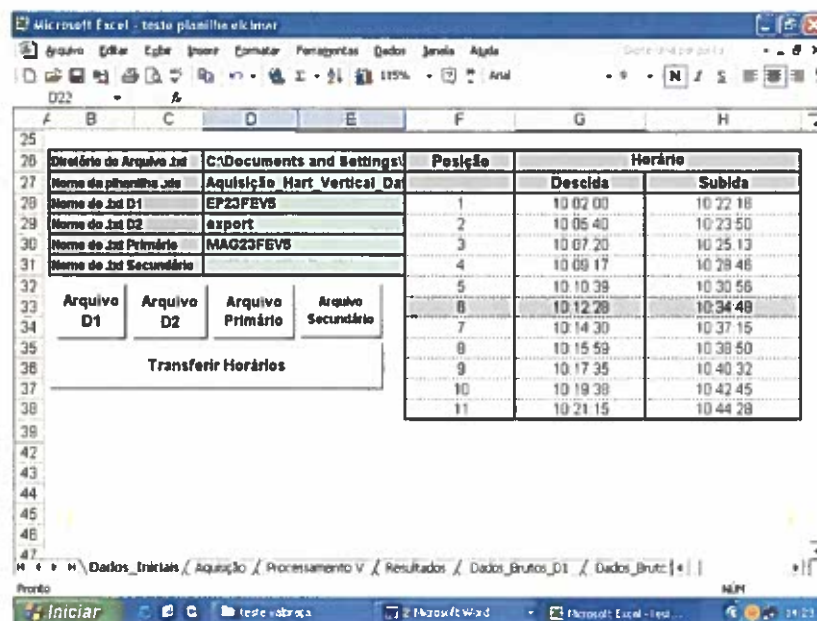 Microsoft Excel - teste planilha elcimar
Arquivo Editar Exibir Inserir Formatar Ferramentas Dados Janela Ajuda
115% Arial 9 N I S
D22 fx
B C D E F G H
25
26 Diretório do Arquivo .txt C:\Documents and Settings\ Posição Horário
27 Nome da planilha .xls Aquisição_Hart_Vertical_Da Descida Subida
28 Nome do .txt D1 EP23FEV5 1 10:02:00 10:22:18
29 Nome do .txt D2 export 2 10:05:40 10:23:50
30 Nome do .txt Primário MAG23FEV5 3 10:07:20 10:25:13
31 Nome do .txt Secundário 4 10:09:17 10:28:46
32 5 10:10:39 10:30:56
33 Arquivo D1 Arquivo D2 Arquivo Primário Arquivo Secundário 6 10:12:28 10:34:48
34 7 10:14:30 10:37:15
35 8 10:15:59 10:38:50
36 Transferir Horários 9 10:17:35 10:40:32
37 10 10:19:38 10:42:45
38 11 10:21:15 10:44:28
39
42
43
44
45
46
47
Dados_Iniciais / Aquisição / Processamento V / Resultados / Dados_Brutos_D1 / Dados_Brutc
Pronto NÚM
Iniciar teste 2 Microsoft Word Microsoft Excel - test... 14:23